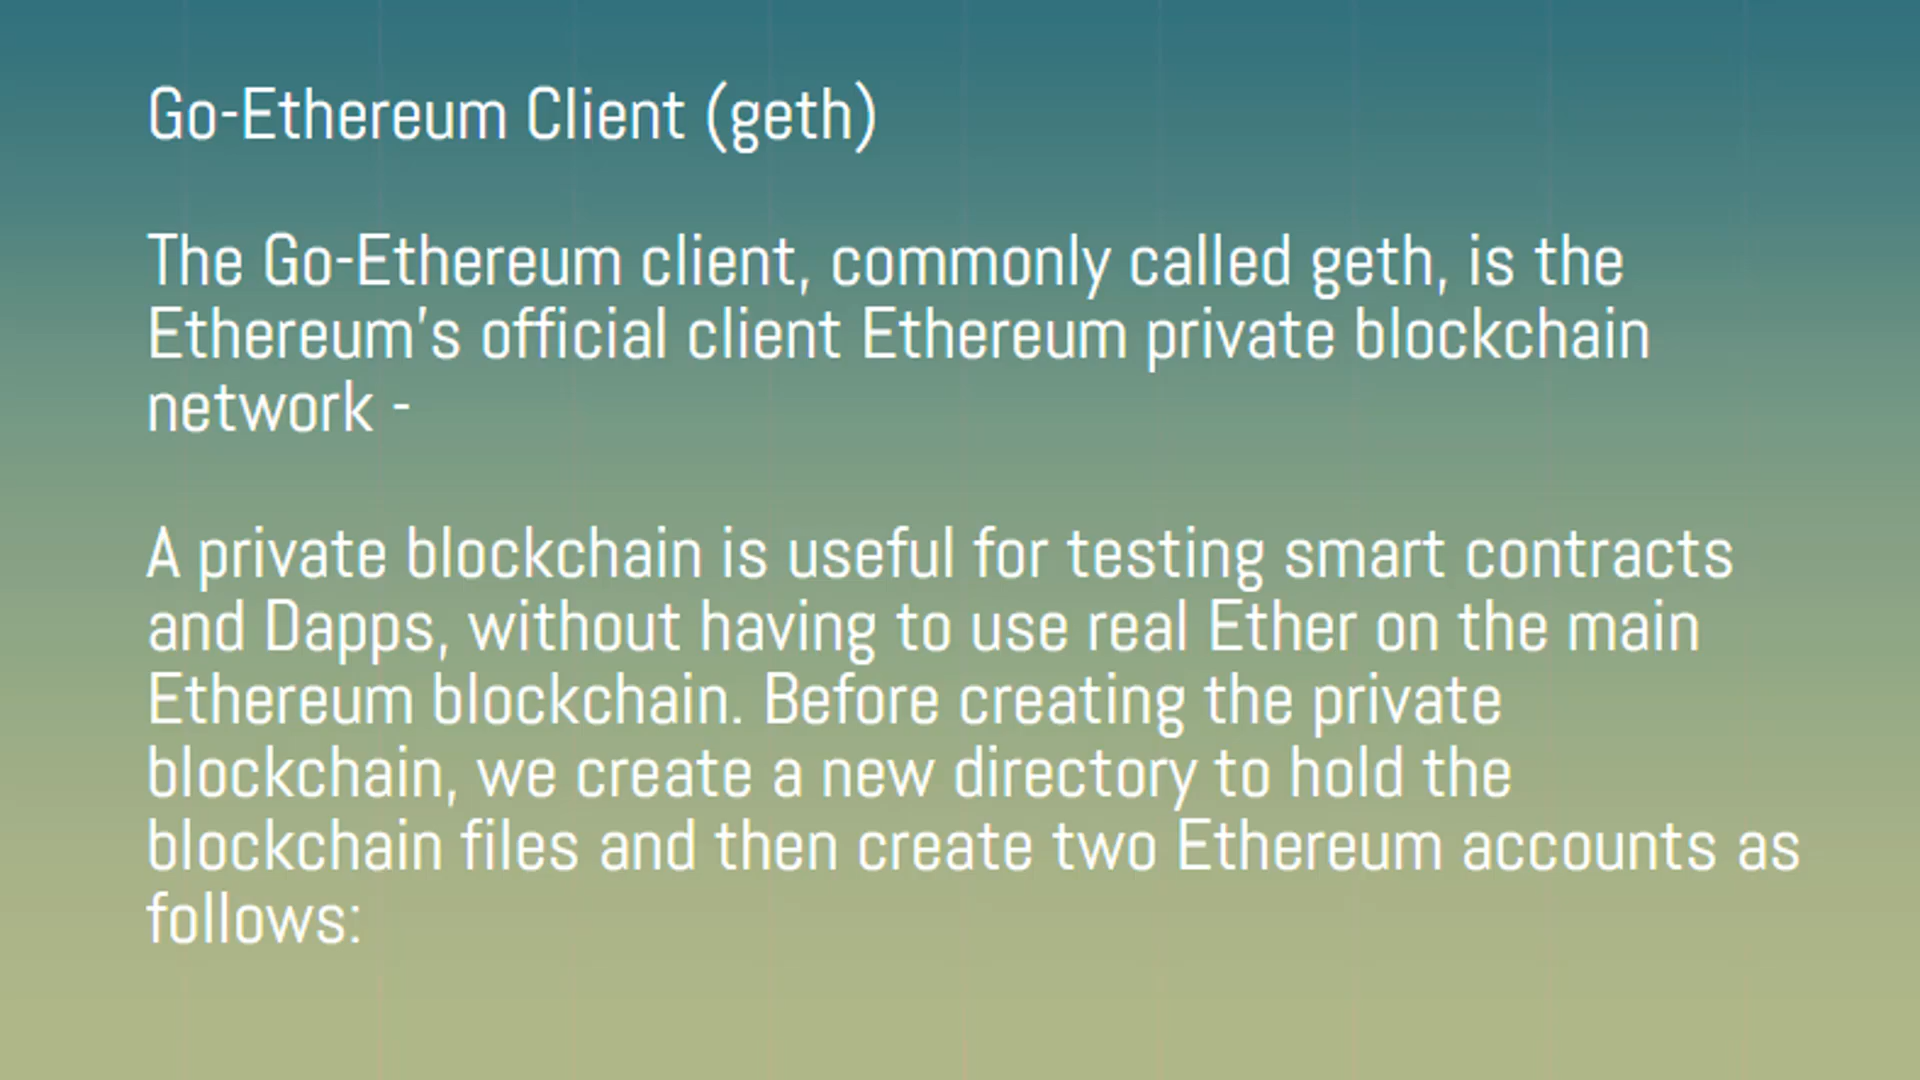 Go-Ethereum Client (geth)
The Go-Ethereum client, commonly called geth, is the
Ethereum’s official client Ethereum private blockchain
network -
A private blockchain is useful for testing smart contracts
and Dapps, without having to use real Ether on the main
Ethereum blockchain. Before creating the private
blockchain, we create a new directory to hold the
blockchain files and then create two Ethereum accounts as
follows: